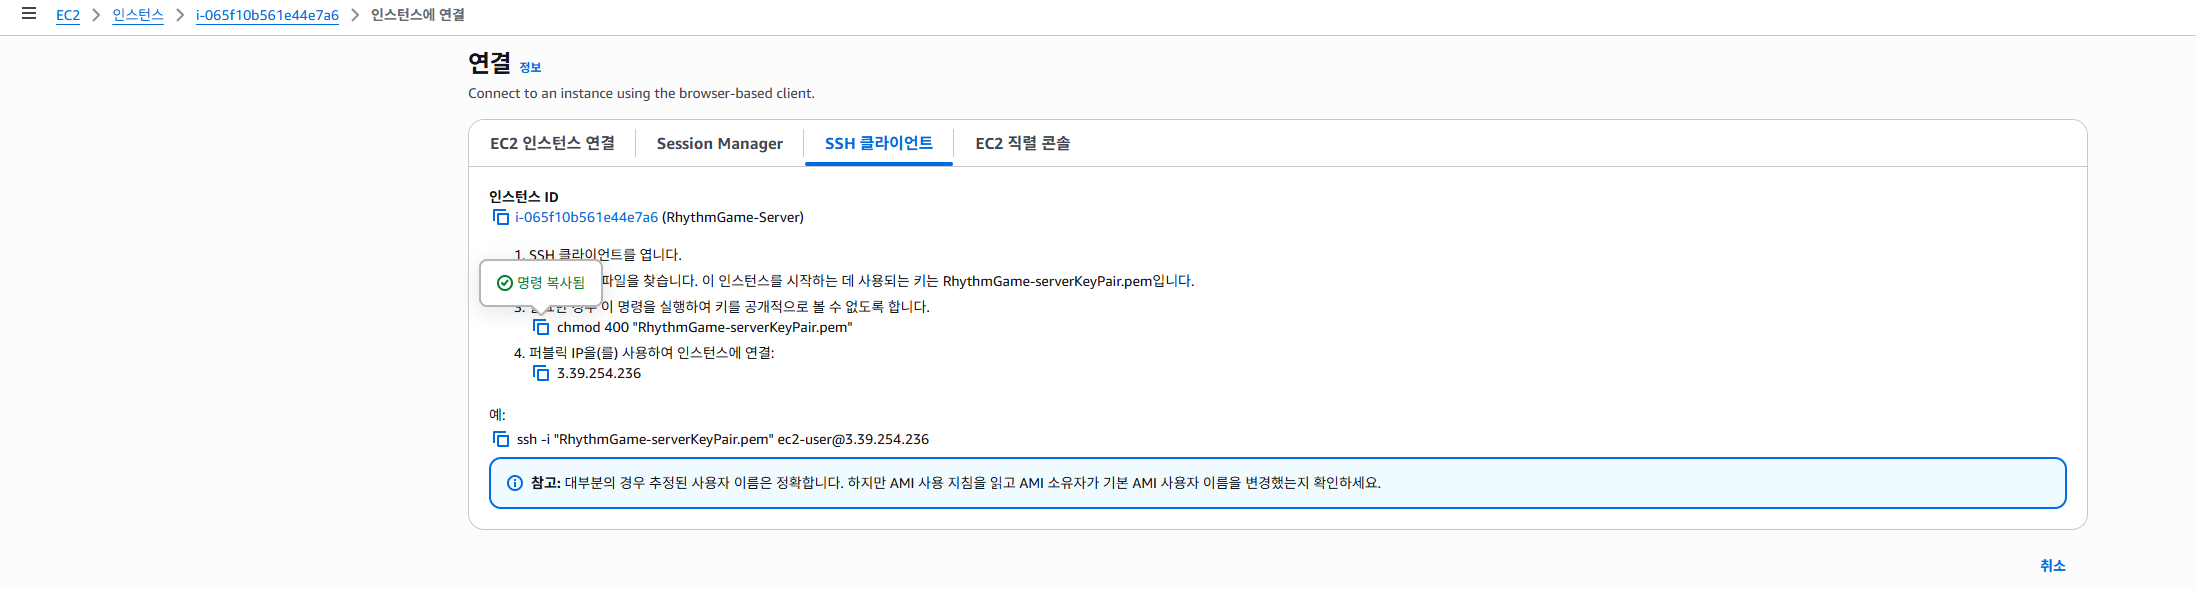 EC2 > 인스턴스 > i-065f10b561e44e7a6 > 인스턴스에 연결
연결 정보
Connect to an instance using the browser-based client.
EC2 인스턴스 연결 Session Manager SSH 클라이언트 EC2 직렬 콘솔
인스턴스 ID
i-065f10b561e44e7a6 (RhythmGame-Server)
1. SSH 클라이언트를 엽니다.
명령 복사됨
파일을 찾습니다. 이 인스턴스를 시작하는 데 사용되는 키는 RhythmGame-serverKeyPair.pem입니다.
3. 이 명령을 실행하여 키를 공개적으로 볼 수 없도록 합니다.
chmod 400 "RhythmGame-serverKeyPair.pem"
4. 퍼블릭 IP을(를) 사용하여 인스턴스에 연결:
3.39.254.236
예:
ssh -i "RhythmGame-serverKeyPair.pem" ec2-user@3.39.254.236
참고: 대부분의 경우 추정된 사용자 이름은 정확합니다. 하지만 AMI 사용 지침을 읽고 AMI 소유자가 기본 AMI 사용자 이름을 변경했는지 확인하세요.
취소